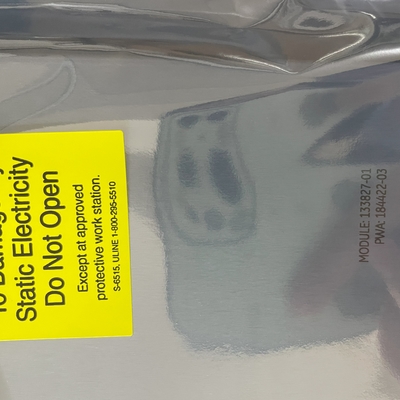 Static Electricity
Do Not Open
Except at approved
protective work station.
S-6515, ULINE 1-800-295-5510
MODULE: 133827-01
PWA: 184422-03